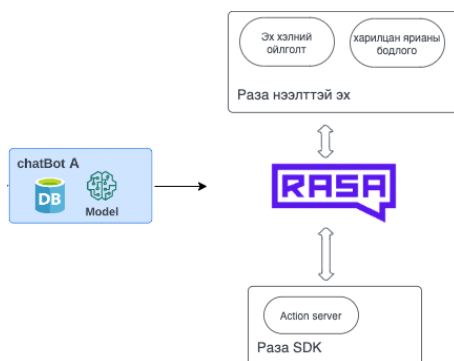 Эх хэлний
ойлголт
харилцан ярианы
бодлого
Раза нээлттэй эх
chatBot A
DB
Model
RASA
Action server
Раза SDK